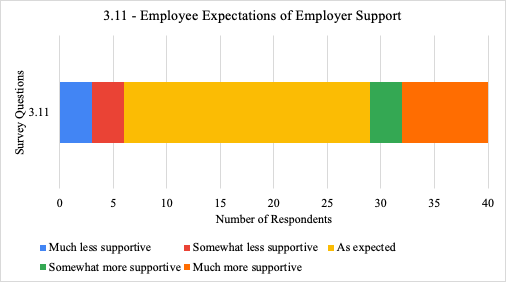 3.11 - Employee Expectations of Employer Support
Survey Questions
3.11
0 5 10 15 20 25 30 35 40
Number of Respondents
Much less supportive Somewhat less supportive As expected
Somewhat more supportive Much more supportive